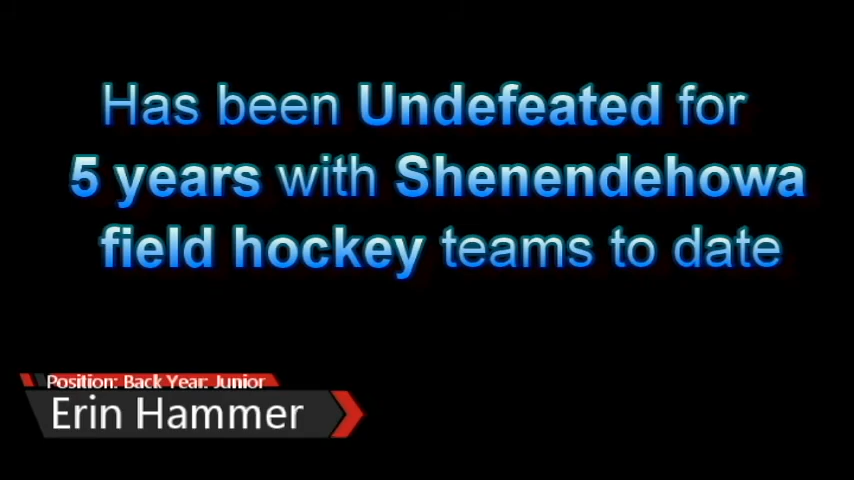 Has been Undefeated for
5 years with Shenendehowa
field hockey teams to date
Position: Back Year: Junior
Erin Hammer